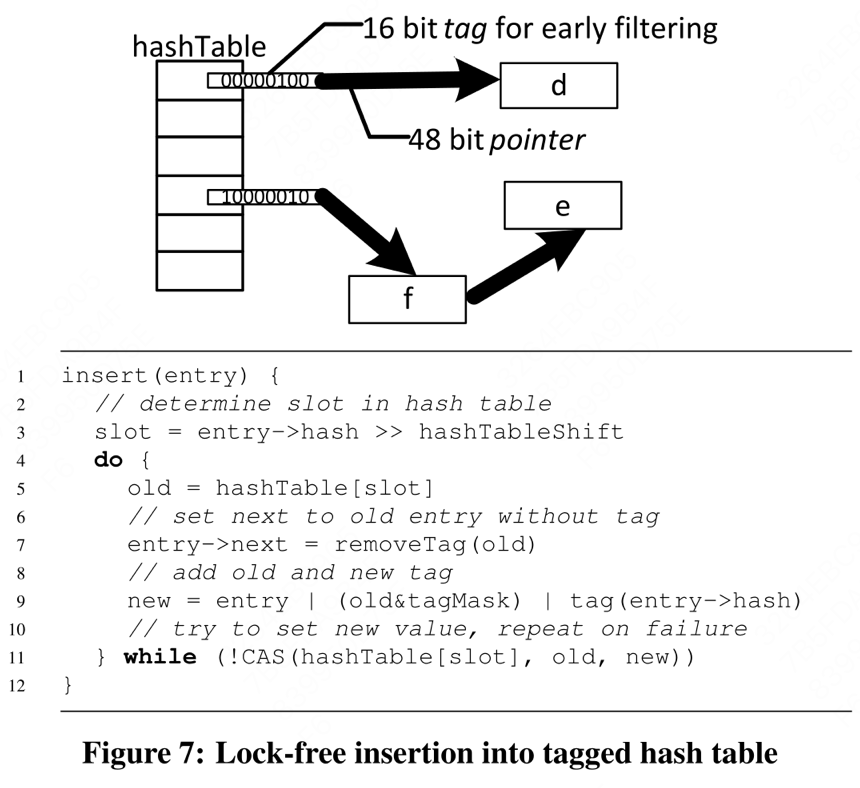 16 bit tag for early filtering
hashTable
00000100
d
48 bit pointer
10000010
e
f
1 insert(entry) {
2 // determine slot in hash table
3 slot = entry->hash >> hashTableShift
4 do {
5 old = hashTable[slot]
6 // set next to old entry without tag
7 entry->next = removeTag(old)
8 // add old and new tag
9 new = entry | (old&tagMask) | tag(entry->hash)
10 // try to set new value, repeat on failure
11 } while (!CAS(hashTable[slot], old, new))
12 }
Figure 7: Lock-free insertion into tagged hash table